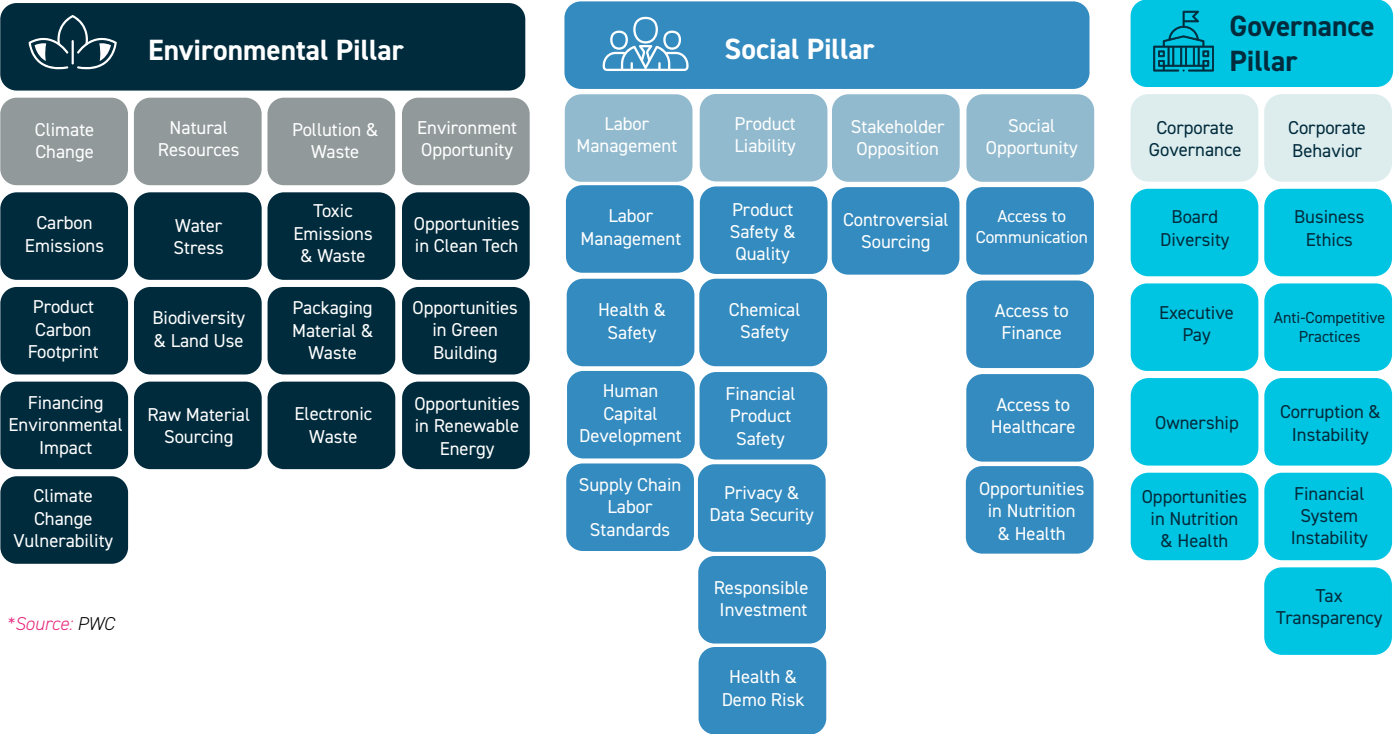 Environmental Pillar
Climate
Change
Natural
Resources
Pollution &
Waste
Environment
Opportunity
Carbon
Emissions
Water
Stress
Toxic
Emissions
& Waste
Opportunities
in Clean Tech
Product
Carbon
Footprint
Biodiversity
& Land Use
Packaging
Material &
Waste
Opportunities
in Green
Building
Financing
Environmental
Impact
Raw Material
Sourcing
Electronic
Waste
Opportunities
in Renewable
Energy
Climate
Change
Vulnerability
*Source: PWC
Social Pillar
Labor
Management
Product
Liability
Stakeholder
Opposition
Social
Opportunity
Labor
Management
Product
Safety &
Quality
Controversial
Sourcing
Access to
Communication
Health &
Safety
Chemical
Safety
Access to
Finance
Human
Capital
Development
Financial
Product
Safety
Access to
Healthcare
Supply Chain
Labor
Standards
Privacy &
Data Security
Opportunities
in Nutrition
& Health
Responsible
Investment
Health &
Demo Risk
Governance
Pillar
Corporate
Governance
Corporate
Behavior
Board
Diversity
Business
Ethics
Executive
Pay
Anti-Competitive
Practices
Ownership
Corruption &
Instability
Opportunities
in Nutrition
& Health
Financial
System
Instability
Tax
Transparency